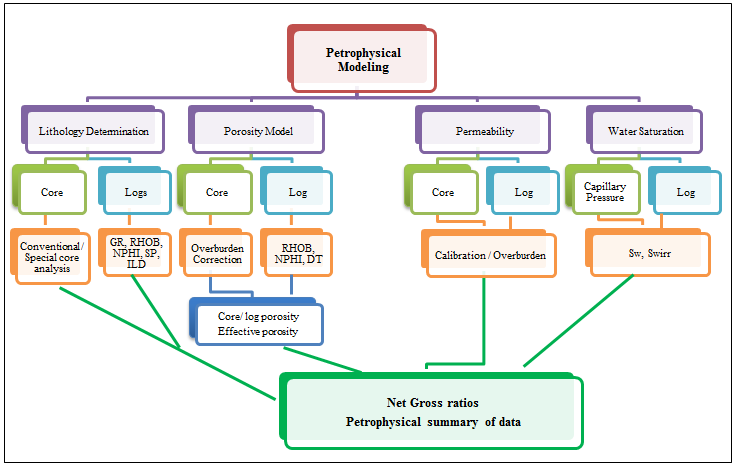 Petrophysical
Modeling
Lithology Determination
Porosity Model
Permeability
Water Saturation
Core
Logs
Core
Log
Core
Log
Capillary
Pressure
Log
Conventional/
Special core
analysis
GR, RHOB,
NPHI, SP,
ILD
Overburden
Correction
RHOB,
NPHI, DT
Calibration / Overburden
Sw, Swirr
Core/ log porosity
Effective porosity
Net Gross ratios
Petrophysical summary of data